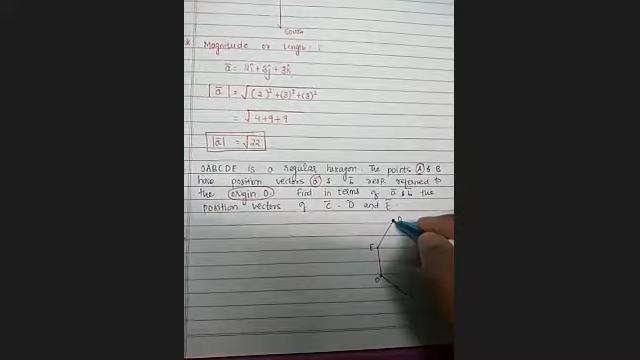 South
* Magnitude or length :
ā = 2î + 3ĵ + 3k̂
|ā| = √(2)² + (3)² + (3)²
= √4+9+9
|ā| = √22
OABCDE is a regular hexagon The points A & B
have position vectors ā & b̄ resp. refered to
the origin O. Find in terms of ā & b̄ the
position vectors of C̄ . D̄ and Ē .
E
O